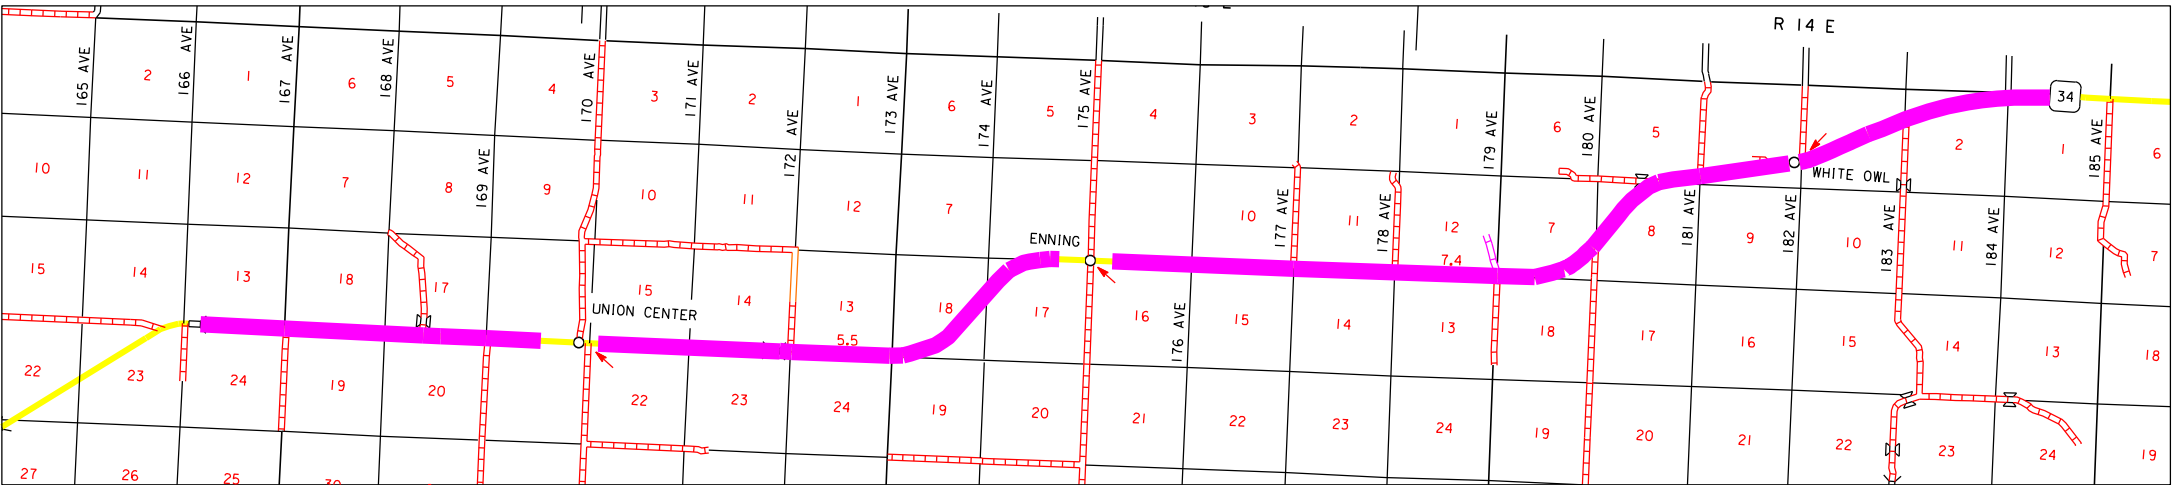 R 14 E
165 AVE
166 AVE
167 AVE
168 AVE
169 AVE
170 AVE
171 AVE
172 AVE
173 AVE
174 AVE
175 AVE
176 AVE
177 AVE
178 AVE
179 AVE
180 AVE
181 AVE
182 AVE
183 AVE
184 AVE
185 AVE
34
2 1 6 5 4 3 2 1 6 5 4 3 2 1 6 5 2 1 6
10 11 12 7 8 9 10 11 12 7 10 11 12 7 8 9 10 11 12 7
WHITE OWL
ENNING
UNION CENTER
7.4
5.5
15 14 13 18 17 15 14 13 18 17 16 15 14 13 18 17 16 15 14 13 18
22 23 24 19 20 22 23 24 19 20 21 22 23 24 19 20 21 22 23 24 19
27 26 25